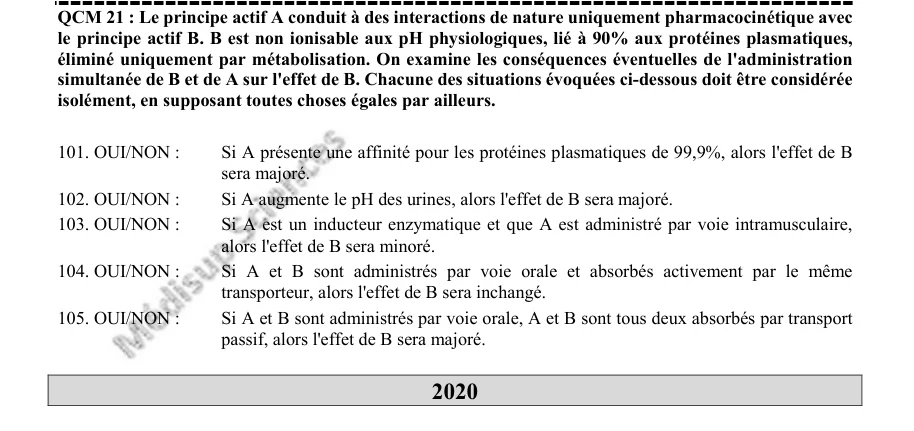 QCM 21 : Le principe actif A conduit à des interactions de nature uniquement pharmacocinétique avec
le principe actif B. B est non ionisable aux pH physiologiques, lié à 90% aux protéines plasmatiques,
éliminé uniquement par métabolisation. On examine les conséquences éventuelles de l'administration
simultanée de B et de A sur l'effet de B. Chacune des situations évoquées ci-dessous doit être considérée
isolément, en supposant toutes choses égales par ailleurs.
101. OUI/NON : Si A présente une affinité pour les protéines plasmatiques de 99,9%, alors l'effet de B
sera majoré.
102. OUI/NON : Si A augmente le pH des urines, alors l'effet de B sera majoré.
103. OUI/NON : Si A est un inducteur enzymatique et que A est administré par voie intramusculaire,
alors l'effet de B sera minoré.
104. OUI/NON : Si A et B sont administrés par voie orale et absorbés activement par le même
transporteur, alors l'effet de B sera inchangé.
105. OUI/NON : Si A et B sont administrés par voie orale, A et B sont tous deux absorbés par transport
passif, alors l'effet de B sera majoré.
Médisup Sciences
2020